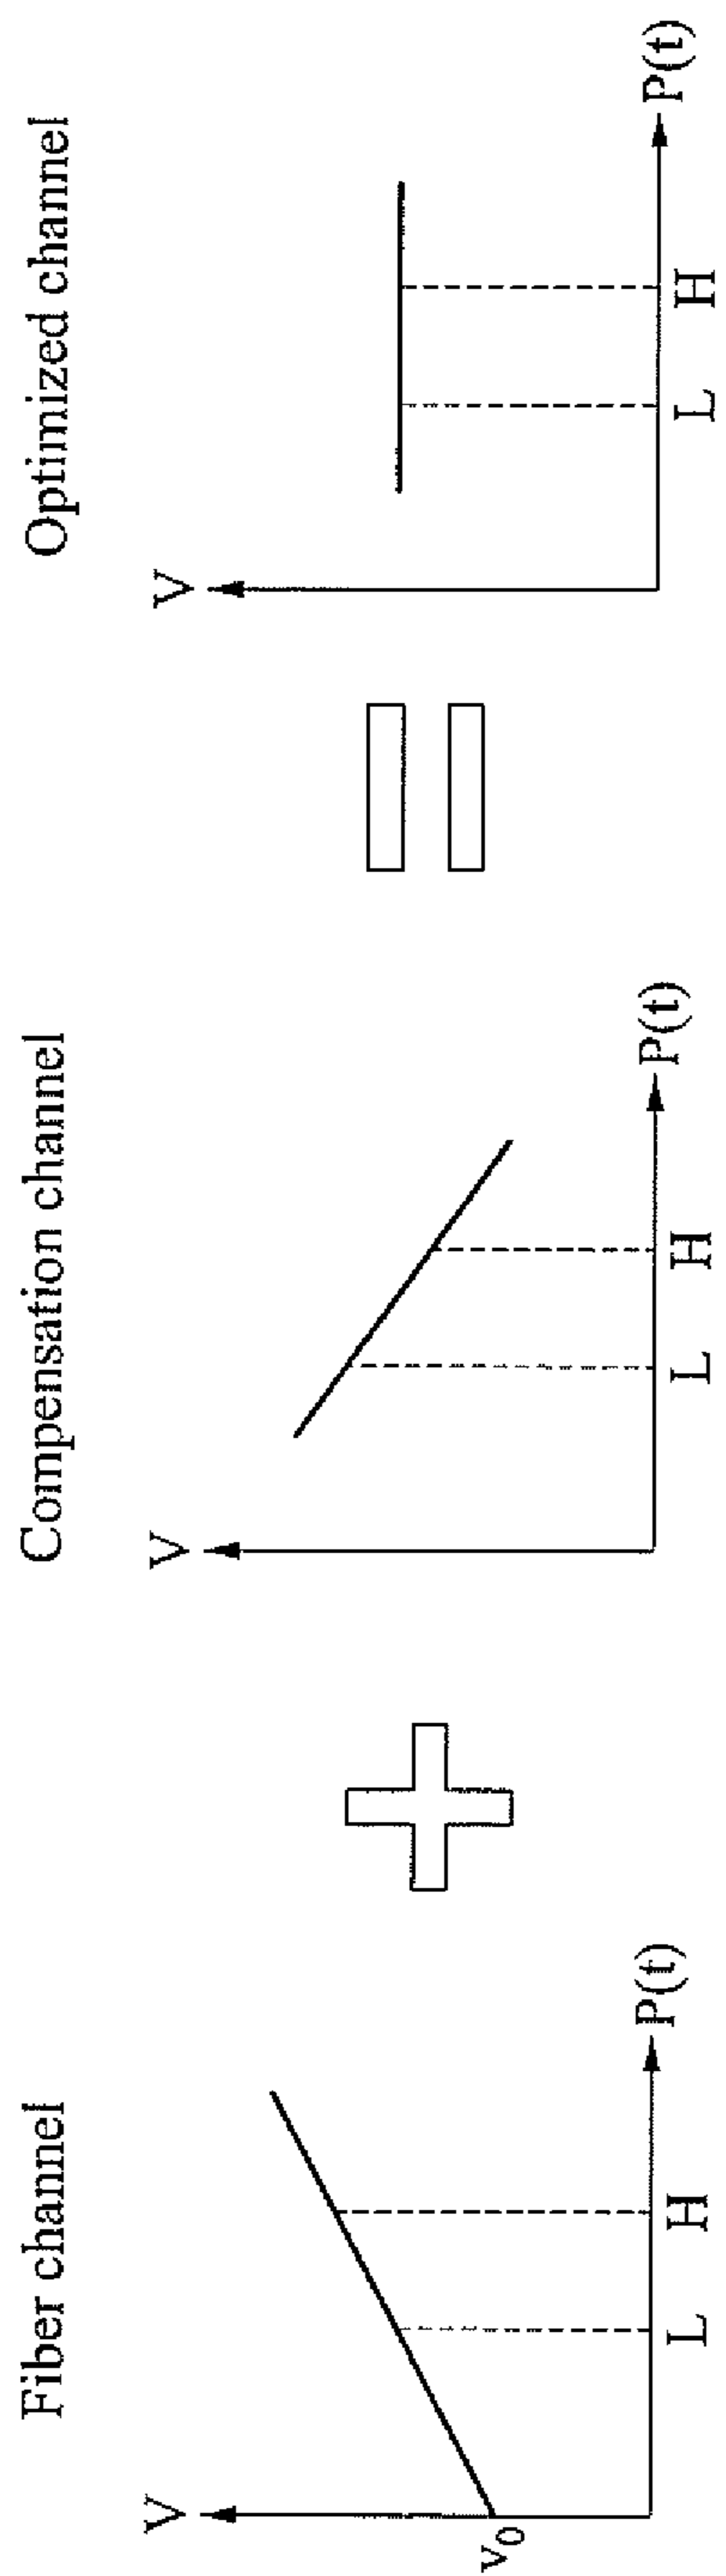 Fiber channel
V
v0
L
H
P(t)
Compensation channel
V
L
H
P(t)
Optimized channel
V
L
H
P(t)